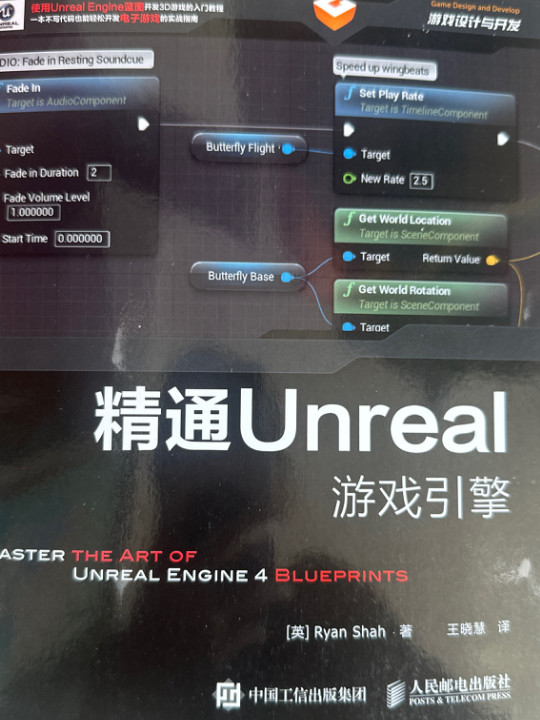 使用Unreal Engine蓝图开发3D游戏的入门教程
一本不写代码也能轻松开发电子游戏的实战指南
Game Design and Develop
游戏设计与开发
DIO: Fade in Resting Soundcue
Fade In
Target is AudioComponent
Target
Fade in Duration 2
Fade Volume Level
1.000000
Start Time 0.000000
Butterfly Flight
Speed up wingbeats
Set Play Rate
Target is TimelineComponent
Target
New Rate 2.5
Get World Location
Target is SceneComponent
Target Return Value
Butterfly Base
Get World Rotation
Target is SceneComponent
Target
精通Unreal
游戏引擎
ASTER THE ART OF
UNREAL ENGINE 4 BLUEPRINTS
[英] Ryan Shah 著 王晓慧 译
中国工信出版集团
人民邮电出版社
POSTS & TELECOM PRESS